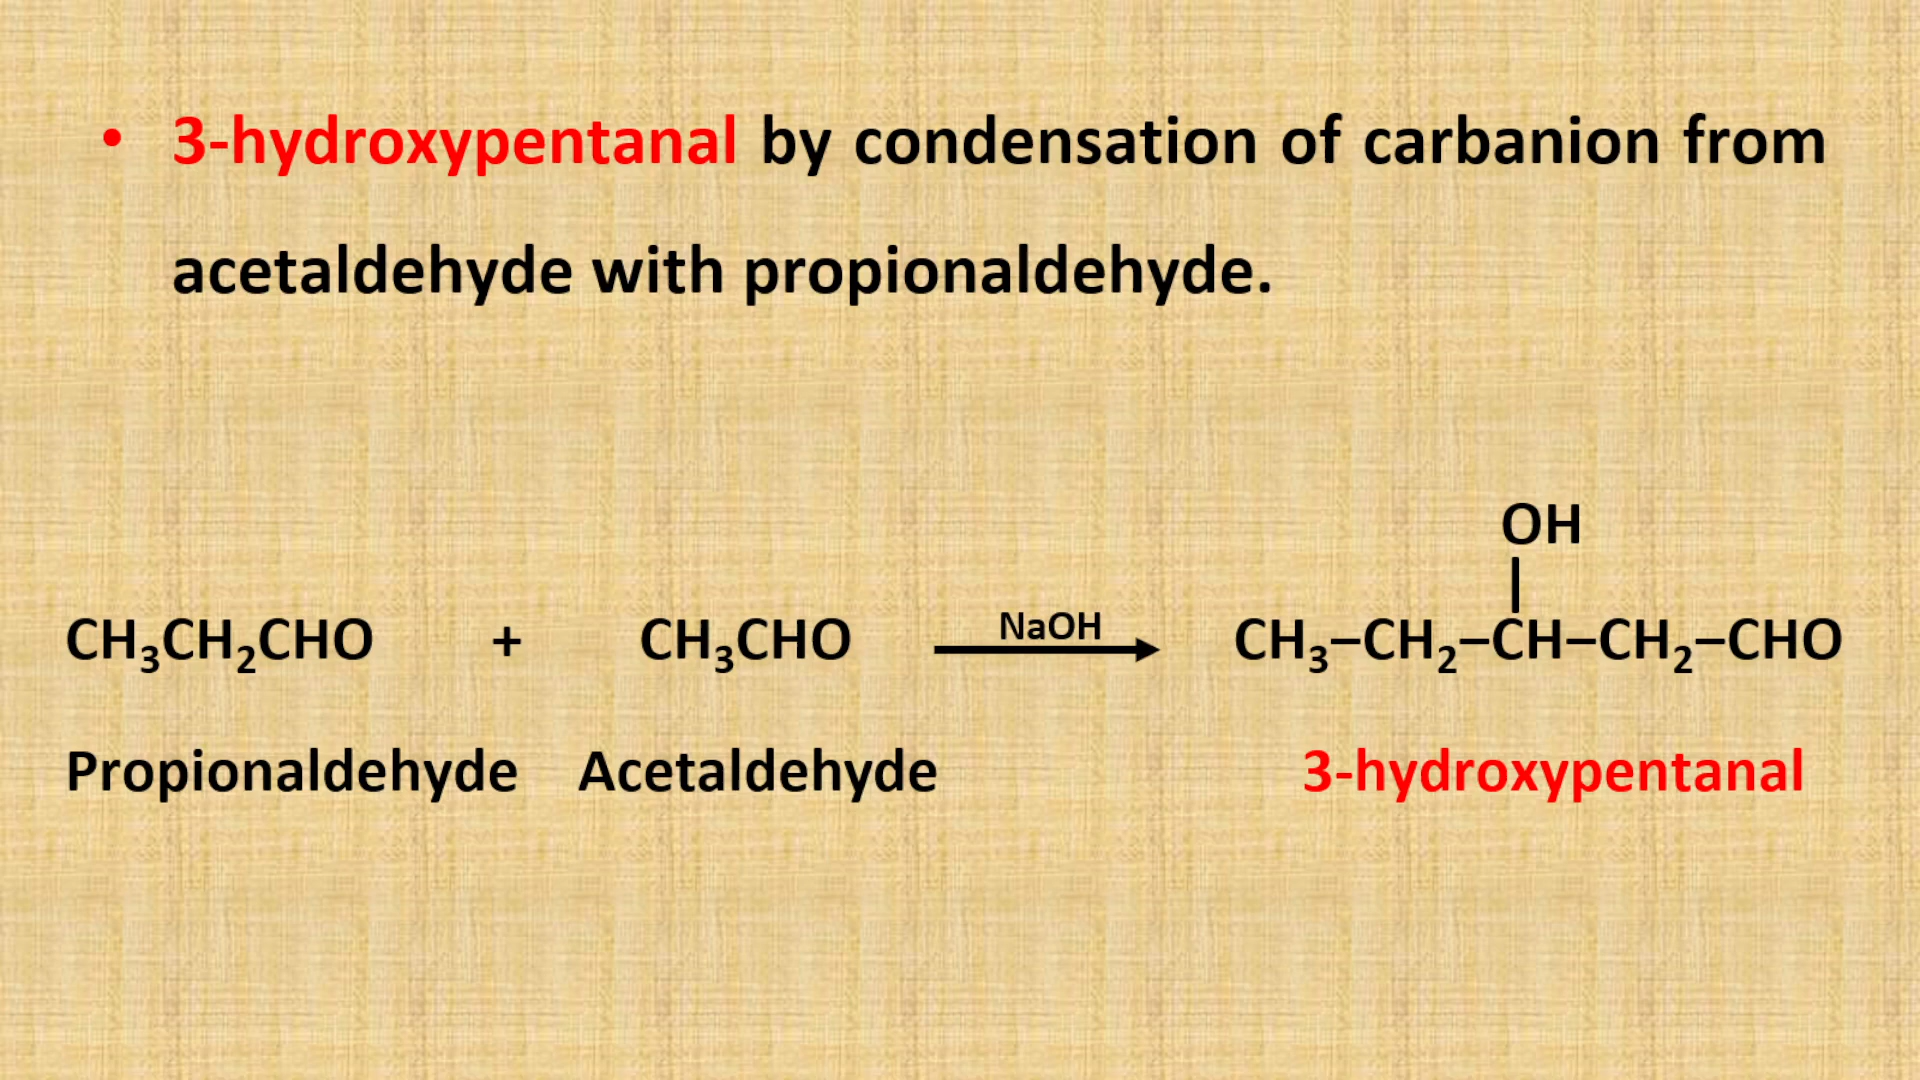 • 3-hydroxypentanal by condensation of carbanion from
acetaldehyde with propionaldehyde.
OH
CH₃CH₂CHO + CH₃CHO NaOH CH₃–CH₂–CH–CH₂–CHO
Propionaldehyde Acetaldehyde 3-hydroxypentanal